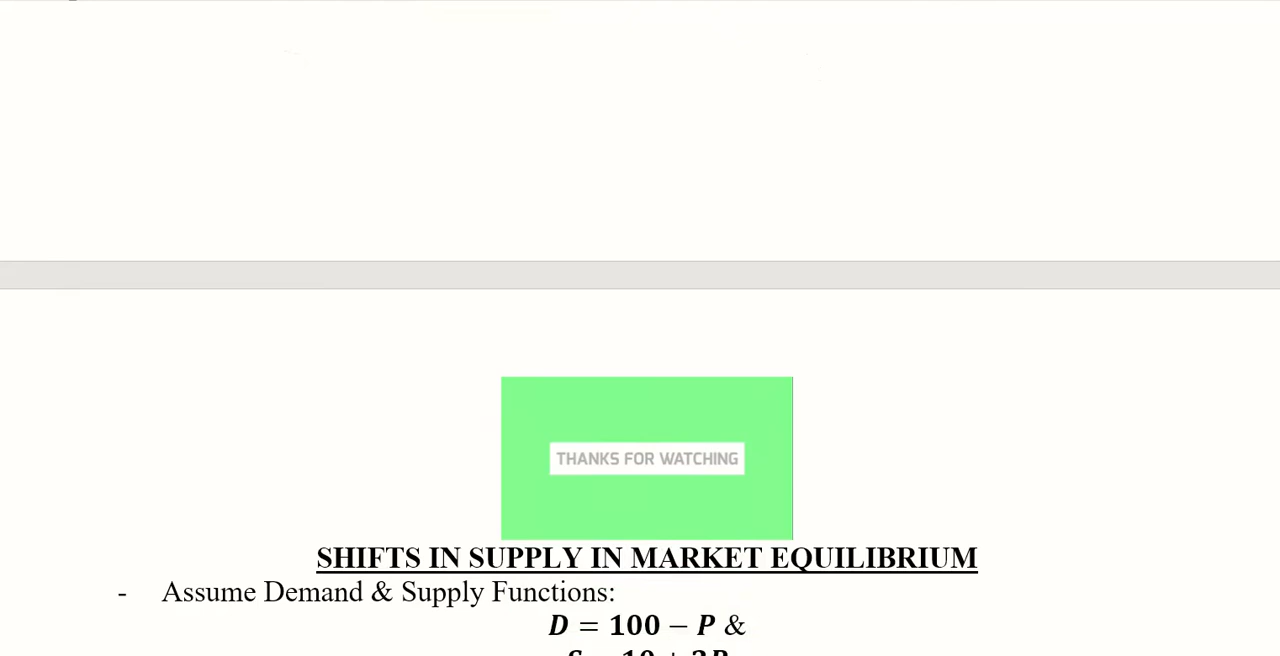 THANKS FOR WATCHING
SHIFTS IN SUPPLY IN MARKET EQUILIBRIUM
- Assume Demand & Supply Functions:
D = 100 − P &